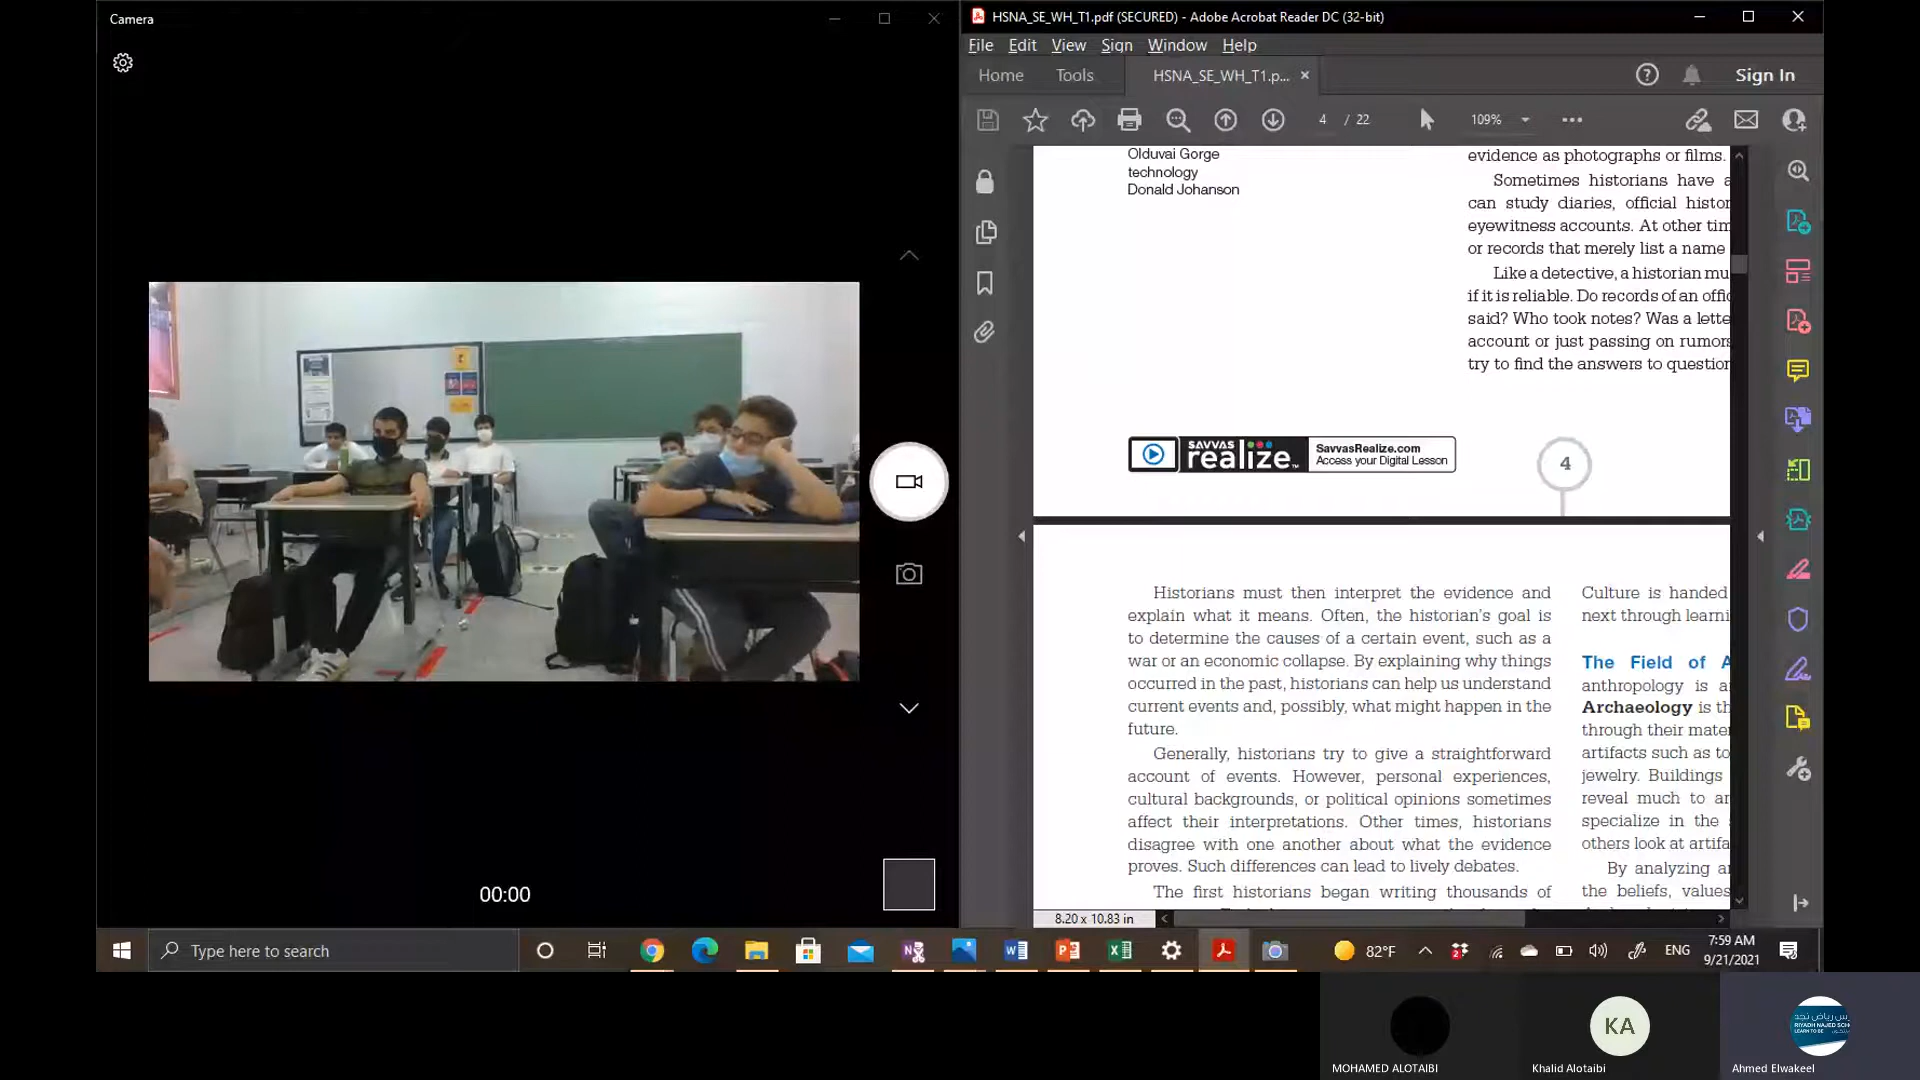 Camera
00:00
HSNA_SE_WH_T1.pdf (SECURED) - Adobe Acrobat Reader DC (32-bit)
File Edit View Sign Window Help
Home Tools HSNA_SE_WH_T1.p... × Sign In
4 / 22 109%
Olduvai Gorge
technology
Donald Johanson
evidence as photographs or films.
Sometimes historians have a
can study diaries, official histor
eyewitness accounts. At other tim
or records that merely list a name
Like a detective, a historian mu
if it is reliable. Do records of an offic
said? Who took notes? Was a lette
account or just passing on rumors
try to find the answers to question
SAVVAS
realize™
SavvasRealize.com
Access your Digital Lesson
4
Historians must then interpret the evidence and
explain what it means. Often, the historian's goal is
to determine the causes of a certain event, such as a
war or an economic collapse. By explaining why things
occurred in the past, historians can help us understand
current events and, possibly, what might happen in the
future.
Generally, historians try to give a straightforward
account of events. However, personal experiences,
cultural backgrounds, or political opinions sometimes
affect their interpretations. Other times, historians
disagree with one another about what the evidence
proves. Such differences can lead to lively debates.
The first historians began writing thousands of
Culture is handed
next through learni
The Field of A
anthropology is a
Archaeology is th
through their mater
artifacts such as to
jewelry. Buildings
reveal much to ar
specialize in the
others look at artifa
By analyzing a
the beliefs, values
8.20 x 10.83 in
Type here to search
82°F ENG
7:59 AM
9/21/2021
KA
RIYADH NAJED SCH
LEARN TO BE
MOHAMED ALOTAIBI
Khalid Alotaibi
Ahmed Elwakeel